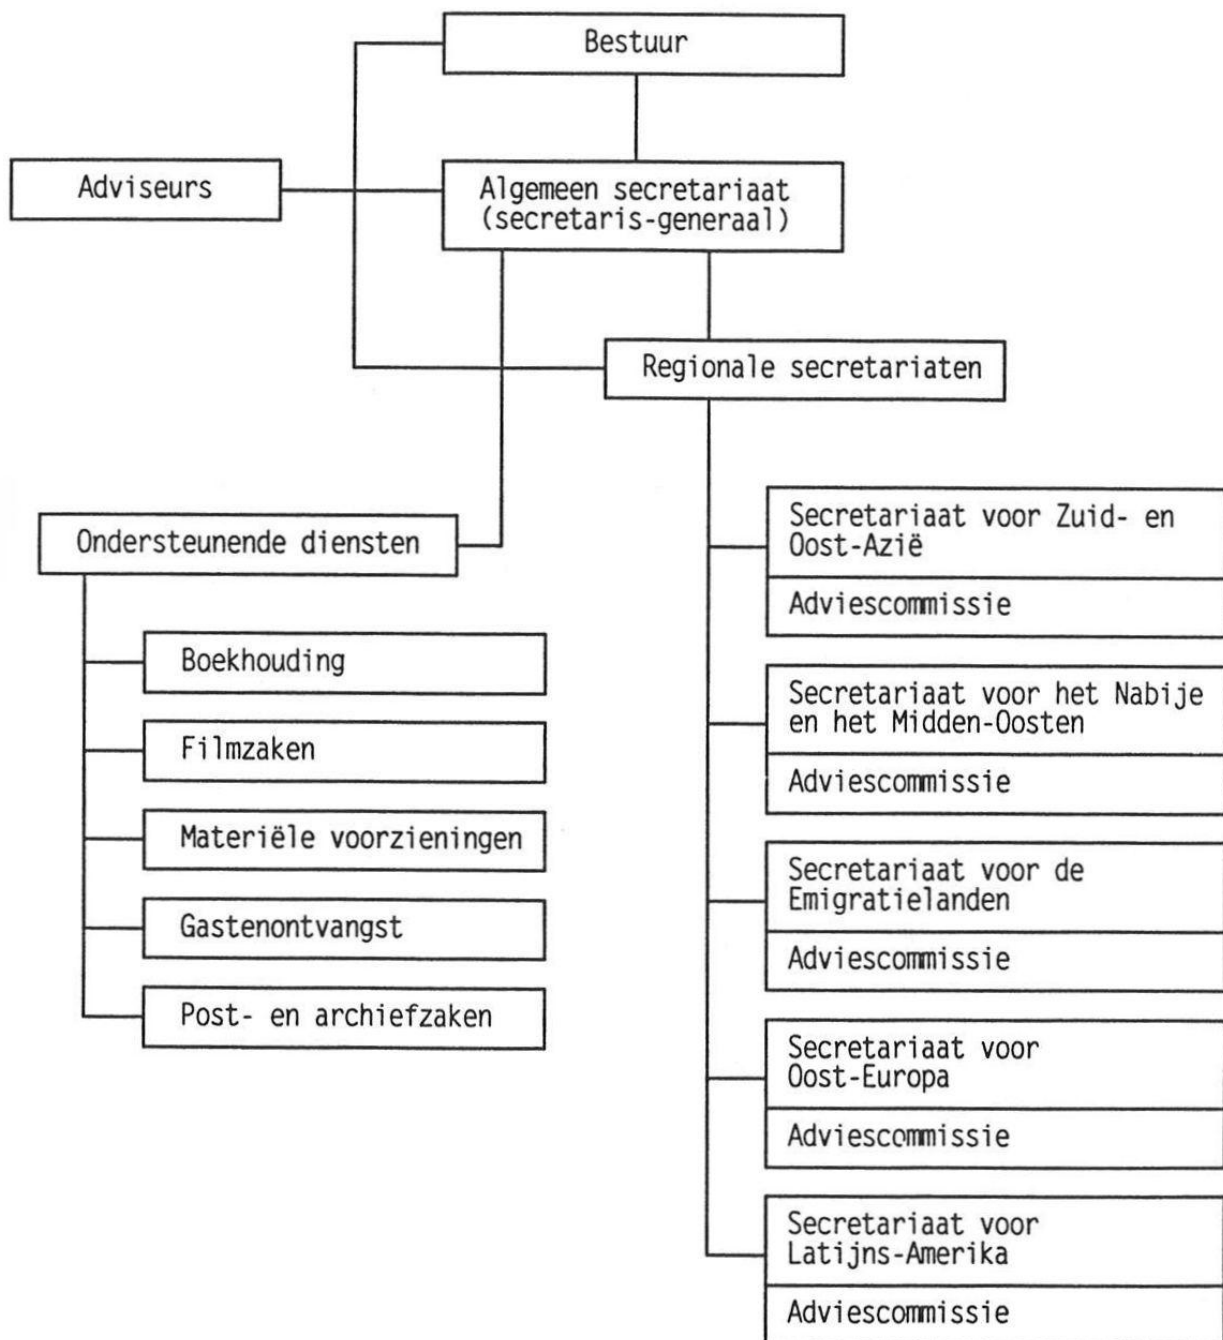 Bestuur
Adviseurs
Algemeen secretariaat
(secretaris-generaal)
Regionale secretariaten
Ondersteunende diensten
Boekhouding
Filmzaken
Materiële voorzieningen
Gastenontvangst
Post- en archiefzaken
Secretariaat voor Zuid- en
Oost-Azië
Adviescommissie
Secretariaat voor het Nabije
en het Midden-Oosten
Adviescommissie
Secretariaat voor de
Emigratielanden
Adviescommissie
Secretariaat voor
Oost-Europa
Adviescommissie
Secretariaat voor
Latijns-Amerika
Adviescommissie